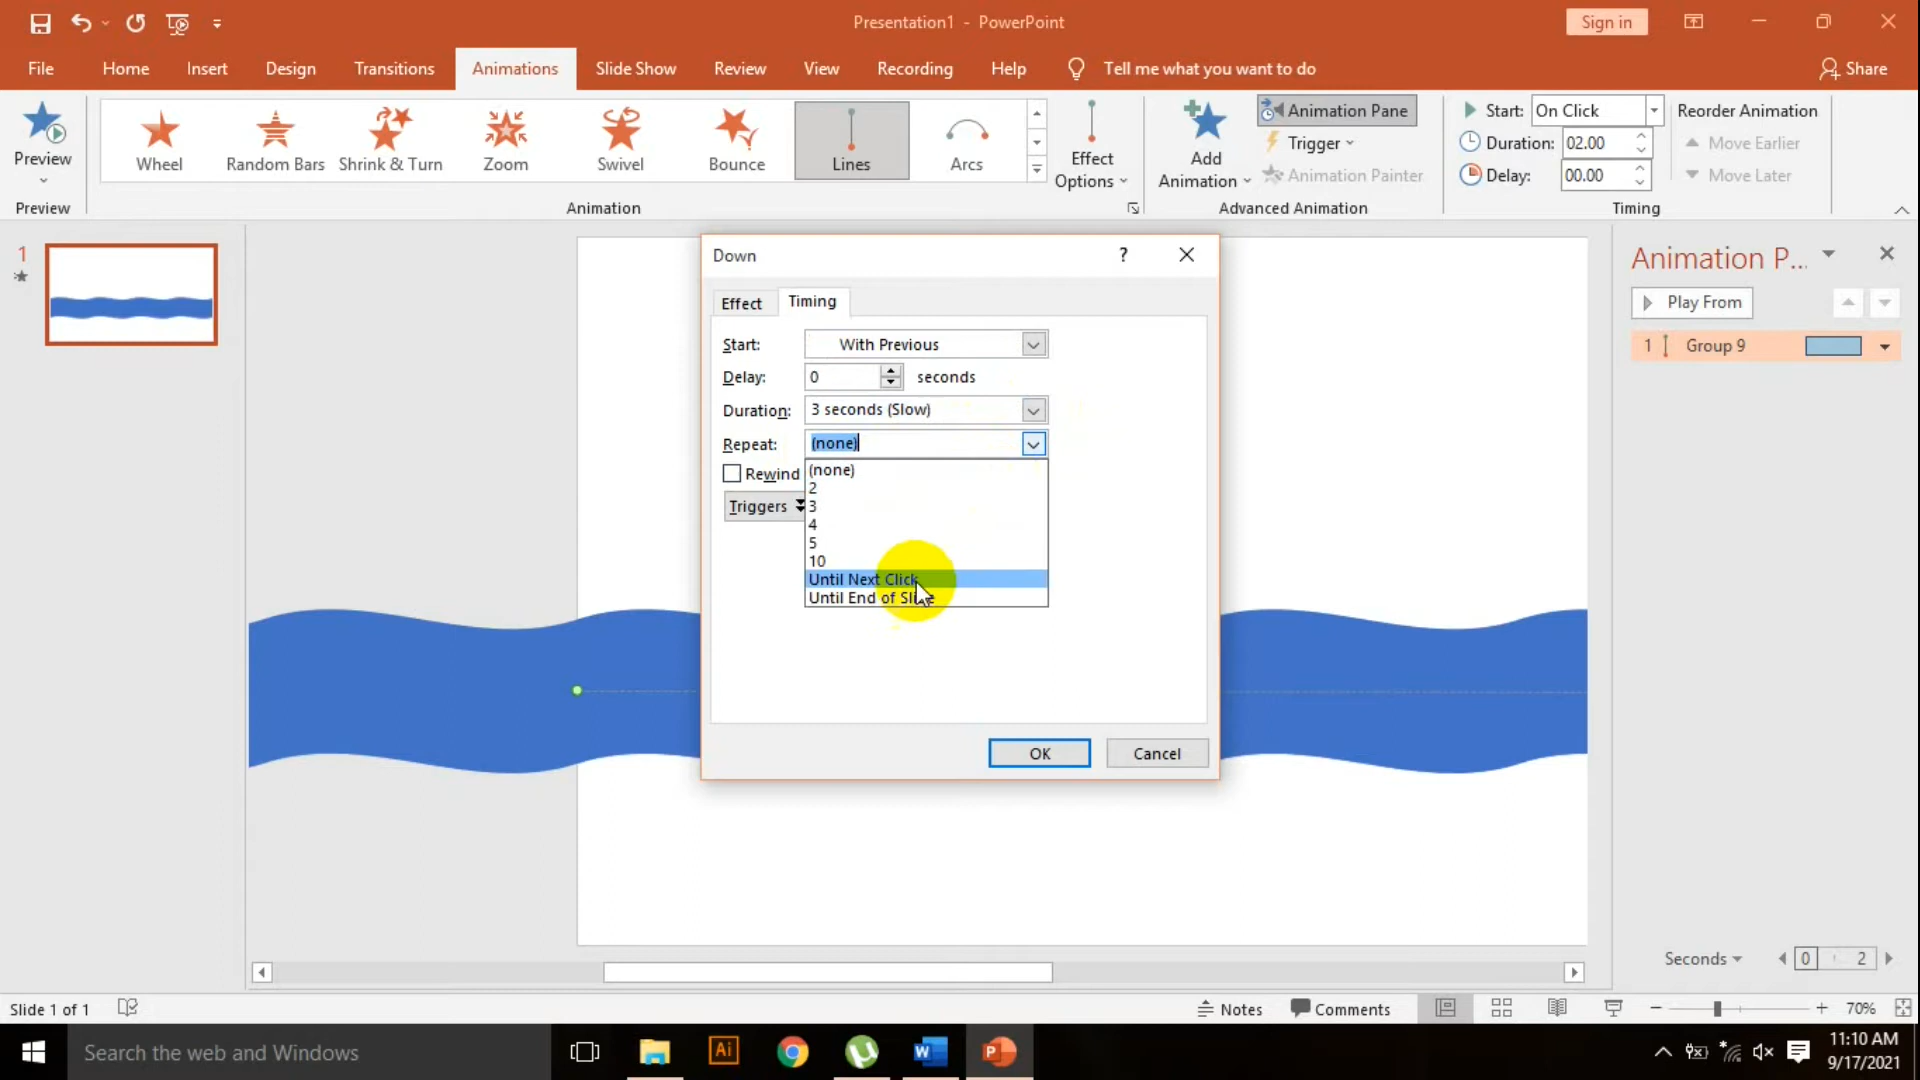 Presentation1 - PowerPoint
Sign in
File Home Insert Design Transitions Animations Slide Show Review View Recording Help Tell me what you want to do Share
Preview
Preview
Wheel Random Bars Shrink & Turn Zoom Swivel Bounce Lines Arcs
Animation
Effect
Options
Add
Animation
Animation Pane
Trigger
Animation Painter
Advanced Animation
Start: On Click
Duration: 02.00
Delay: 00.00
Timing
Reorder Animation
Move Earlier
Move Later
1
Down
?
Effect Timing
Start: With Previous
Delay: 0 seconds
Duration: 3 seconds (Slow)
Repeat: (none)
Rewind
Triggers
(none)
2
3
4
5
10
Until Next Click
Until End of Slide
OK Cancel
Animation P...
Play From
1 Group 9
Seconds 0 2
Slide 1 of 1
Notes Comments 70%
Search the web and Windows
Ai
W
P
11:10 AM
9/17/2021